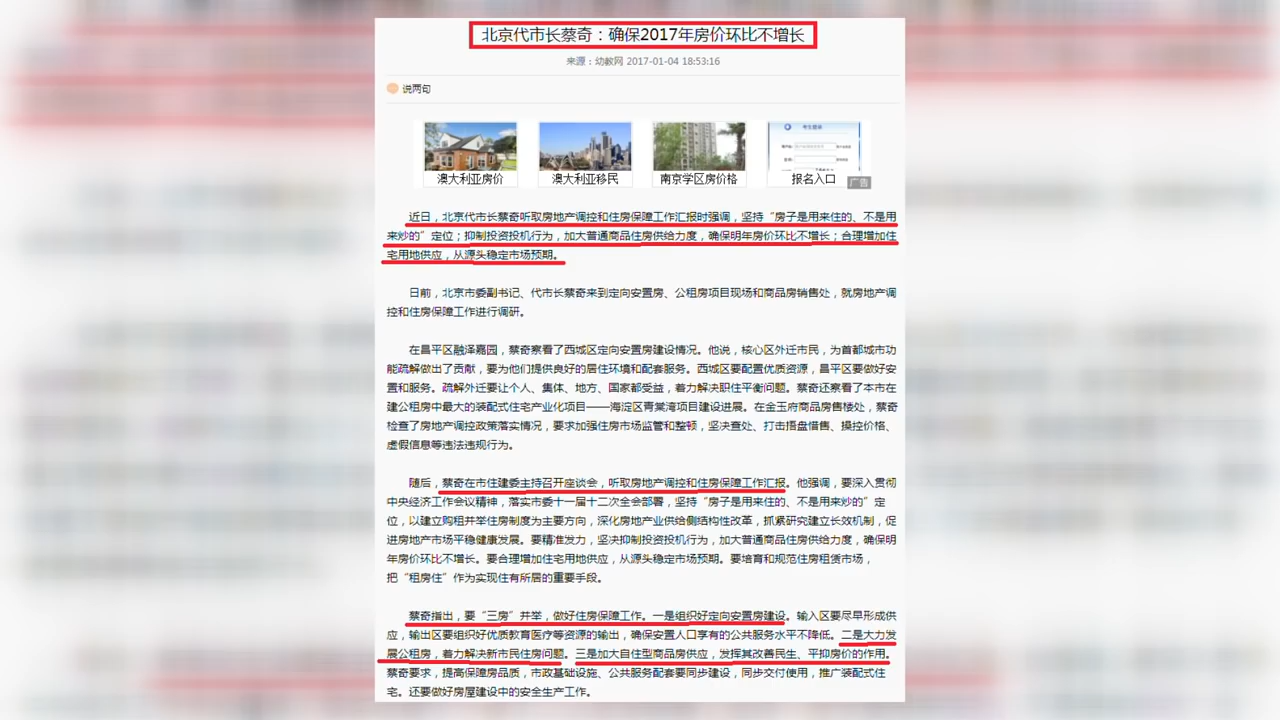 北京代市长蔡奇：确保2017年房价环比不增长
来源：幼教网 2017-01-04 18:53:16
说两句
澳大利亚房价
澳大利亚移民
南京学区房价格
报名入口
广告
近日，北京代市长蔡奇听取房地产调控和住房保障工作汇报时强调，坚持“房子是用来住的、不是用
来炒的”定位；抑制投资投机行为，加大普通商品住房供给力度，确保明年房价环比不增长；合理增加住
宅用地供应，从源头稳定市场预期。
日前，北京市委副书记、代市长蔡奇来到定向安置房、公租房项目现场和商品房销售处，就房地产调
控和住房保障工作进行调研。
在昌平区融泽嘉园，蔡奇察看了西城区定向安置房建设情况。他说，核心区外迁市民，为首都城市功
能疏解做出了贡献，要为他们提供良好的居住环境和配套服务。西城区要配置优质资源，昌平区要做好安
置和服务。疏解外迁要让个人、集体、地方、国家都受益，着力解决职住平衡问题。蔡奇还察看了本市在
建公租房中最大的装配式住宅产业化项目——海淀区青棠湾项目建设进展。在金玉府商品房售楼处，蔡奇
检查了房地产调控政策落实情况，要求加强住房市场监管和整顿，坚决查处、打击捂盘惜售、操控价格、
虚假信息等违法违规行为。
随后，蔡奇在市住建委主持召开座谈会，听取房地产调控和住房保障工作汇报。他强调，要深入贯彻
中央经济工作会议精神，落实市委十一届十二次全会部署，坚持“房子是用来住的、不是用来炒的”定
位，以建立购租并举住房制度为主要方向，深化房地产业供给侧结构性改革，抓紧研究建立长效机制，促
进房地产市场平稳健康发展。要精准发力，坚决抑制投资投机行为，加大普通商品住房供给力度，确保明
年房价环比不增长。要合理增加住宅用地供应，从源头稳定市场预期。要培育和规范住房租赁市场，
把“租房住”作为实现住有所居的重要手段。
蔡奇指出，要“三房”并举，做好住房保障工作。一是组织好定向安置房建设。输入区要尽早形成供
应，输出区要组织好优质教育医疗等资源的输出，确保安置人口享有的公共服务水平不降低。二是大力发
展公租房，着力解决新市民住房问题。三是加大自住型商品房供应，发挥其改善民生、平抑房价的作用。
蔡奇要求，提高保障房品质，市政基础设施、公共服务配套要同步建设，同步交付使用，推广装配式住
宅。还要做好房屋建设中的安全生产工作。